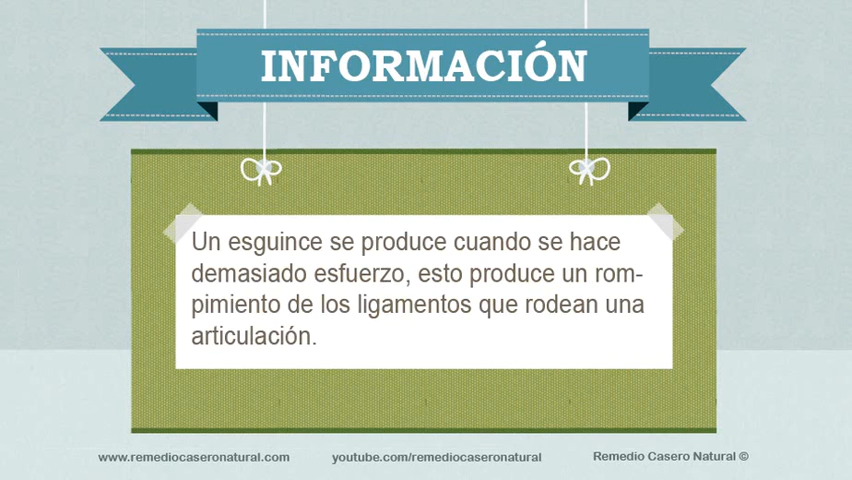 INFORMACIÓN
Un esguince se produce cuando se hace
demasiado esfuerzo, esto produce un rom-
pimiento de los ligamentos que rodean una
articulación.
www.remediocaseronatural.com youtube.com/remediocaseronatural Remedio Casero Natural ©